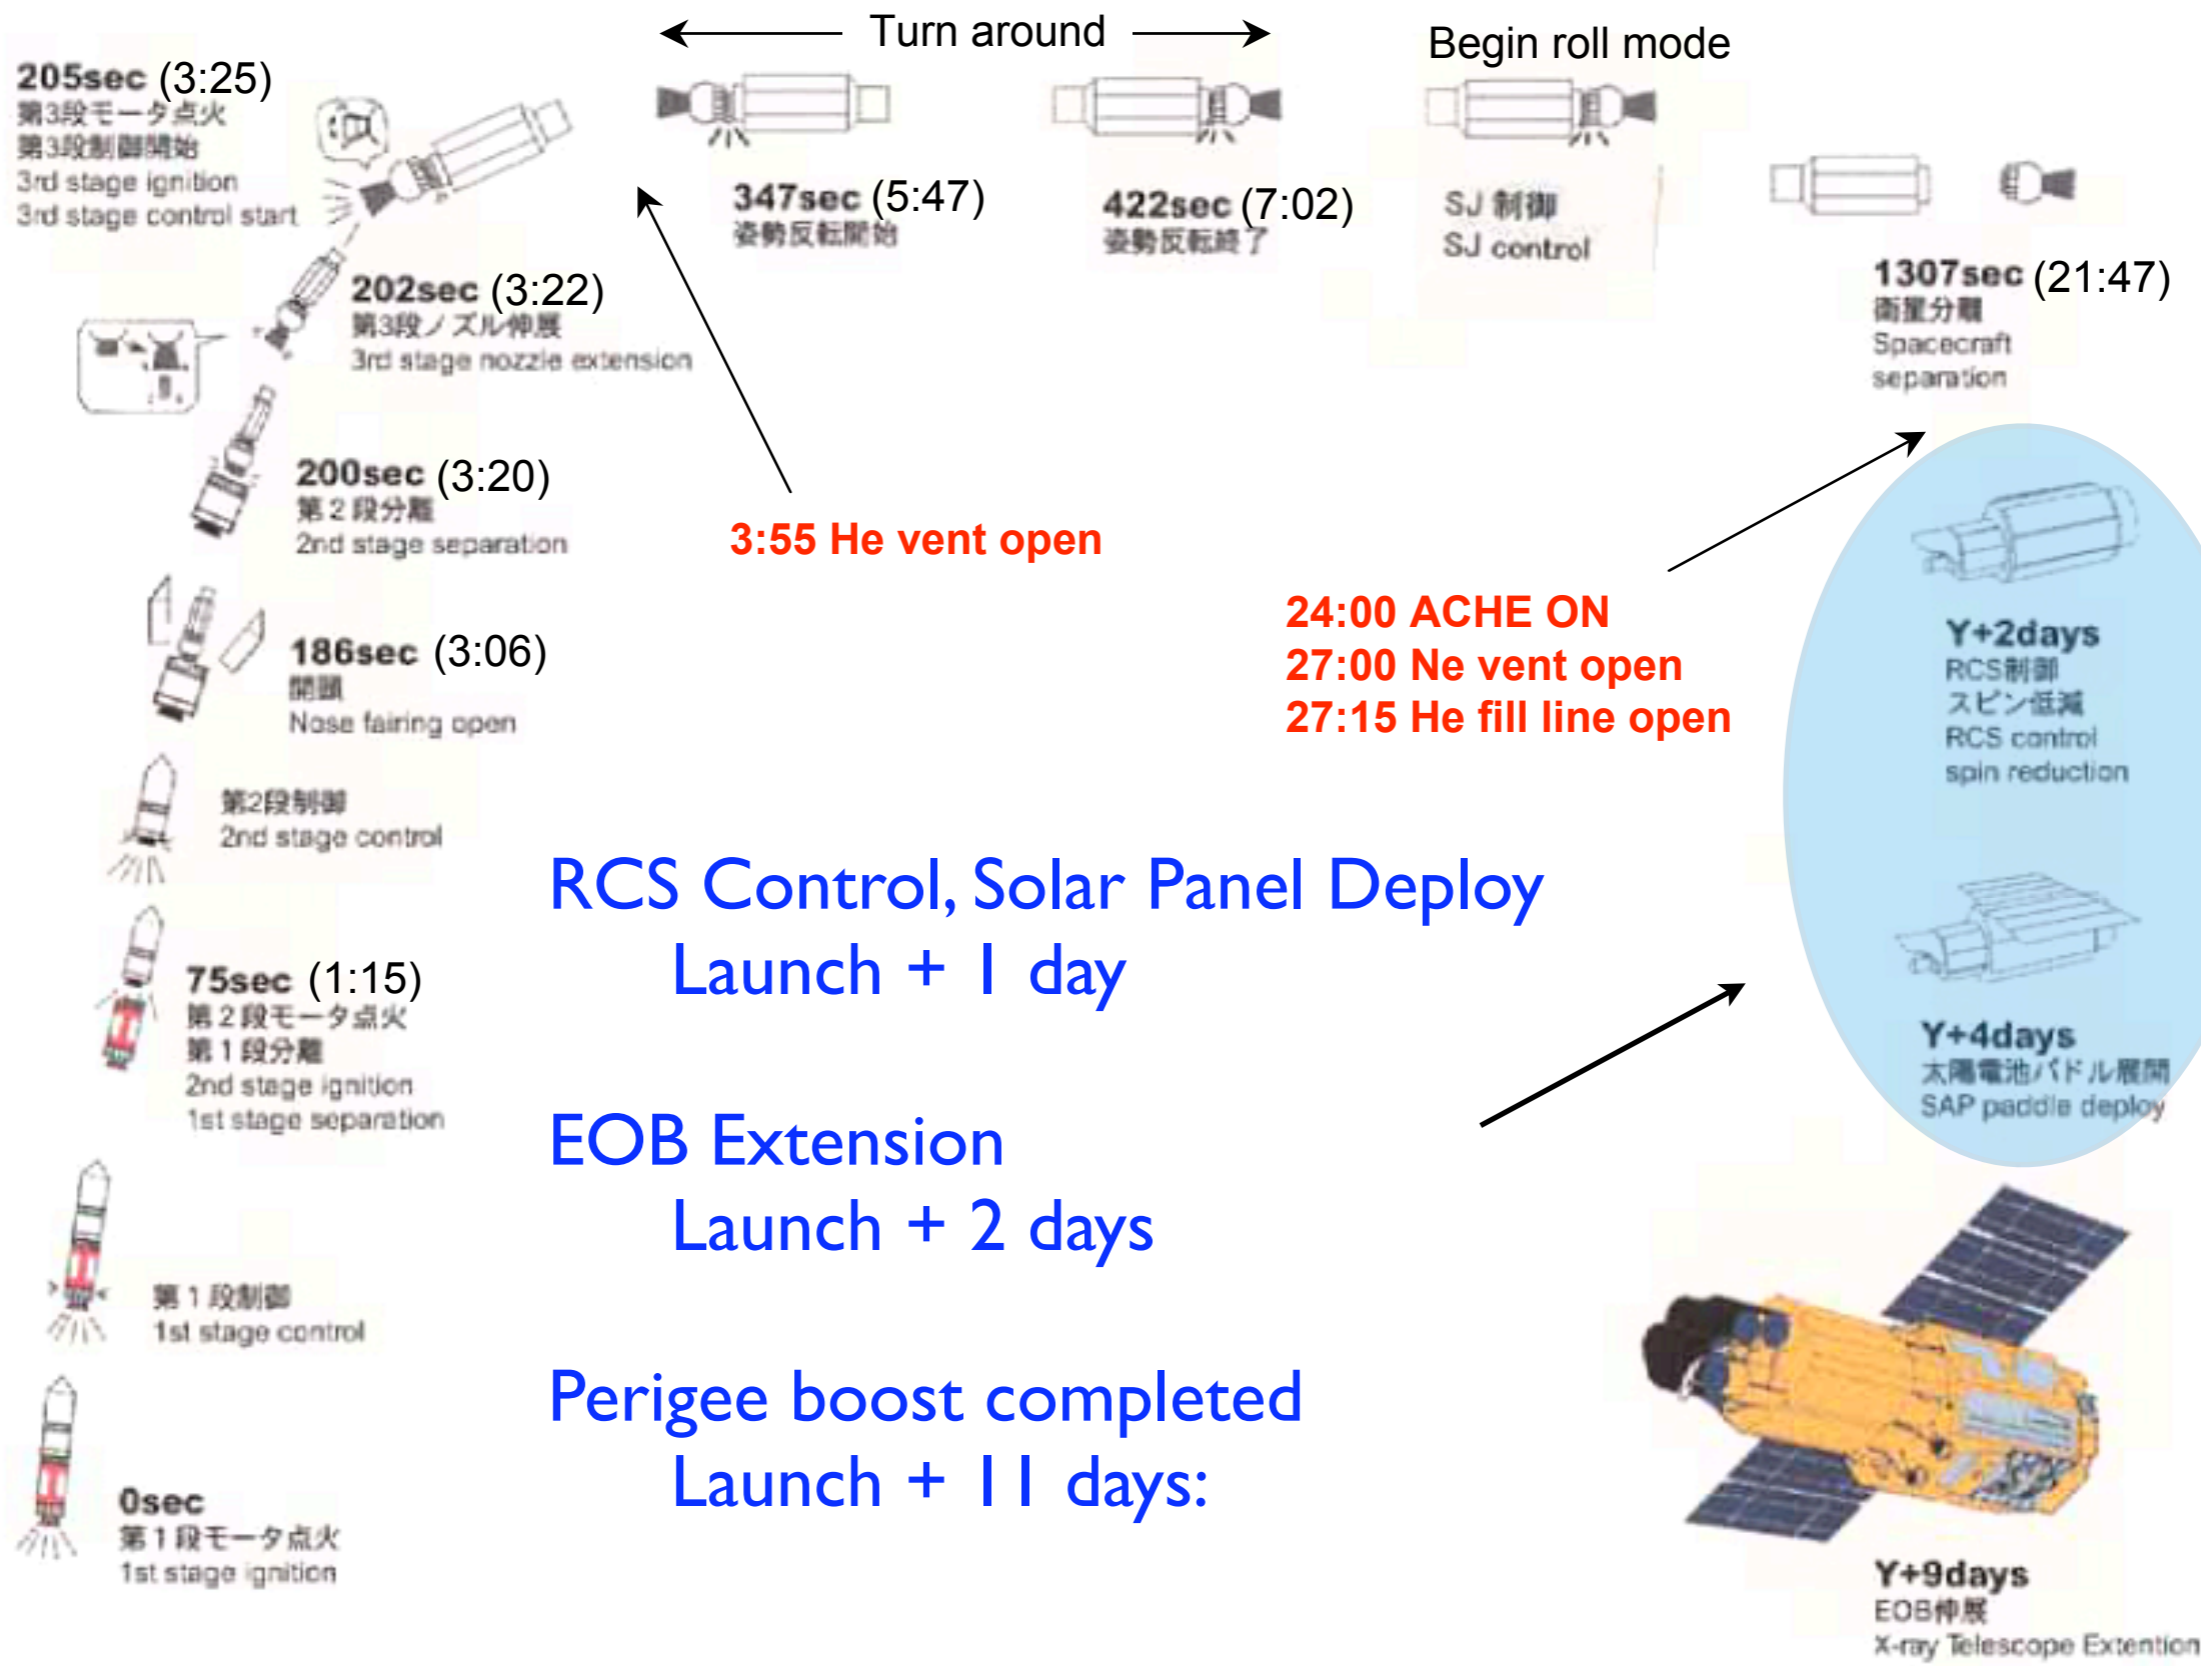 Turn around
Begin roll mode
205sec (3:25)
第3段モータ点火
第3段制御開始
3rd stage ignition
3rd stage control start
347sec (5:47)
姿勢反転開始
422sec (7:02)
姿勢反転終了
SJ 制御
SJ control
1307sec (21:47)
衛星分離
Spacecraft
separation
202sec (3:22)
第3段ノズル伸展
3rd stage nozzle extension
200sec (3:20)
第2段分離
2nd stage separation
3:55 He vent open
24:00 ACHE ON
27:00 Ne vent open
27:15 He fill line open
186sec (3:06)
開頭
Nose fairing open
Y+2days
RCS制御
スピン低減
RCS control
spin reduction
第2段制御
2nd stage control
RCS Control, Solar Panel Deploy
Launch + 1 day
75sec (1:15)
第2段モータ点火
第1段分離
2nd stage ignition
1st stage separation
Y+4days
太陽電池パドル展開
SAP paddle deploy
EOB Extension
Launch + 2 days
第1段制御
1st stage control
Perigee boost completed
Launch + 11 days:
0sec
第1段モータ点火
1st stage ignition
Y+9days
EOB伸展
X-ray Telescope Extention